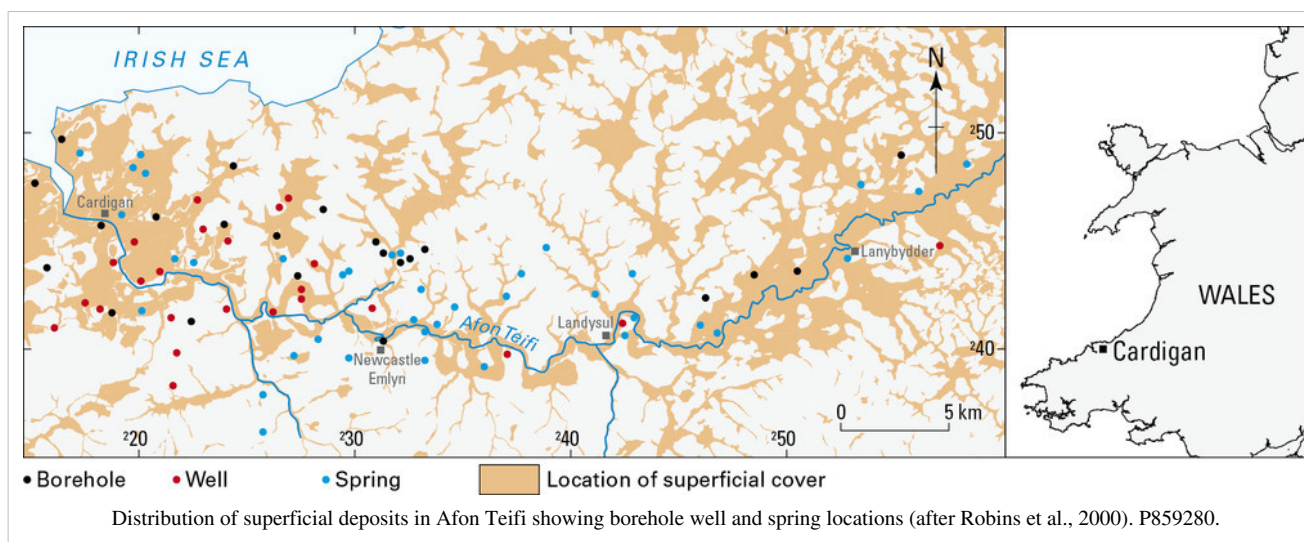 IRISH SEA
N
²50
Cardigan
Lanybydder
WALES
Afon Teifi
Landysul
Cardigan
²40
Newcastle
Emlyn
0 5 km
²20 ²30 ²40 ²50
Borehole Well Spring Location of superficial cover
Distribution of superficial deposits in Afon Teifi showing borehole well and spring locations (after Robins et al., 2000). P859280.